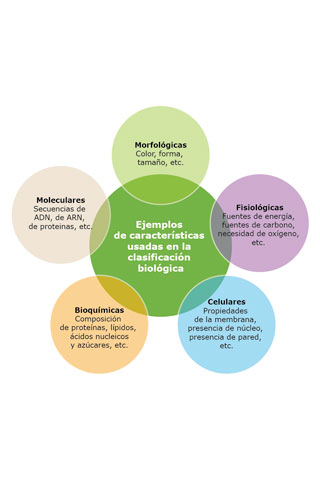 Morfológicas
Color, forma,
tamaño, etc.
Moleculares
Secuencias de
ADN, de ARN,
de proteinas, etc.
Ejemplos
de características
usadas en la
clasificación
biológica
Fisiológicas
Fuentes de energía,
fuentes de carbono,
necesidad de oxígeno,
etc.
Bioquímicas
Composición
de proteínas, lípidos,
ácidos nucleicos
y azúcares, etc.
Celulares
Propiedades
de la membrana,
presencia de núcleo,
presencia de pared,
etc.